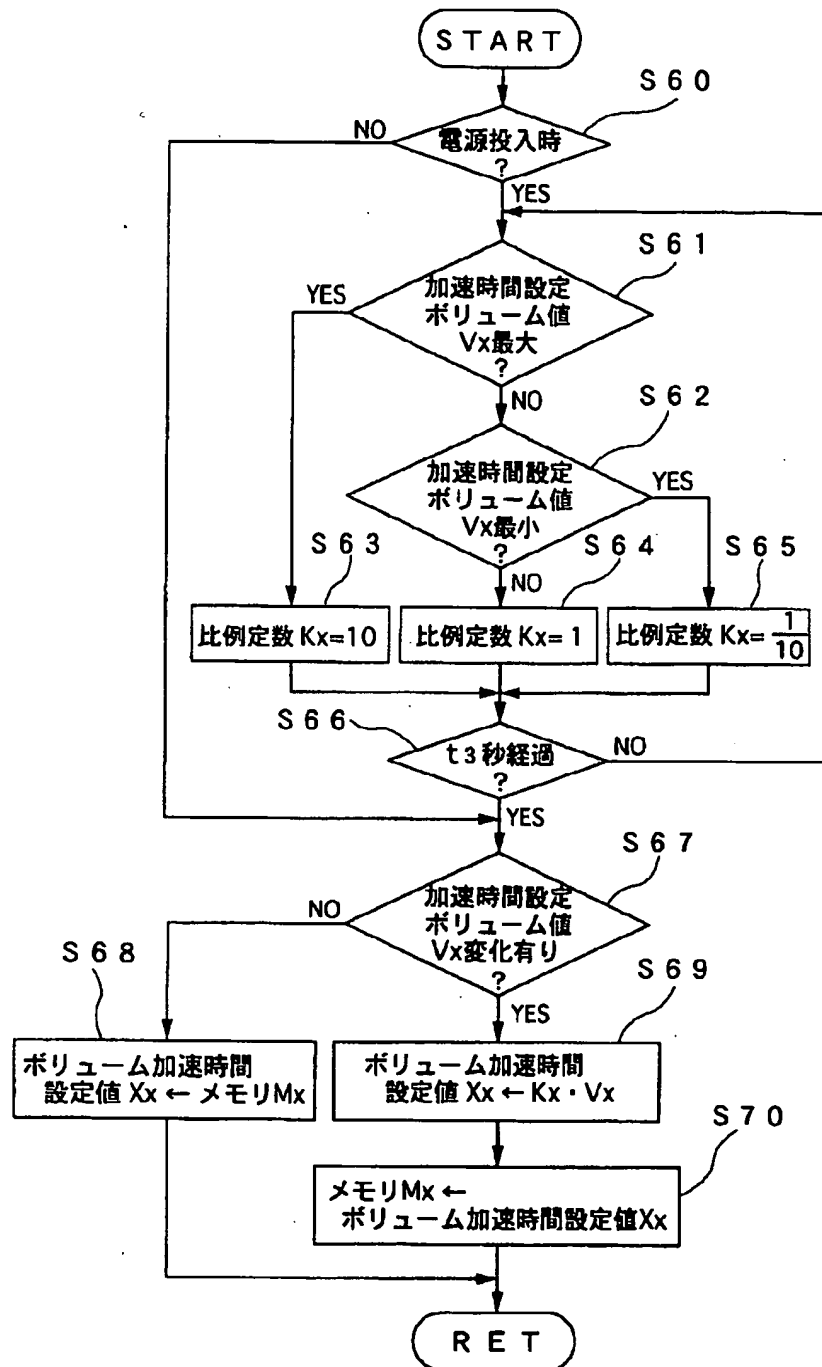 START
S60
NO
電源投入時
?
YES
S61
YES
加速時間設定
ボリューム値
Vx最大
?
NO
S62
加速時間設定
ボリューム値
Vx最小
?
YES
NO
S63
S64
S65
比例定数 Kx=10
比例定数 Kx=1
比例定数 Kx=1/10
S66
t3秒経過
?
NO
YES
S67
加速時間設定
ボリューム値
Vx変化有り
?
NO
YES
S68
S69
ボリューム加速時間
設定値 Xx ← メモリMx
ボリューム加速時間
設定値 Xx ← Kx・Vx
S70
メモリMx ←
ボリューム加速時間設定値Xx
RET